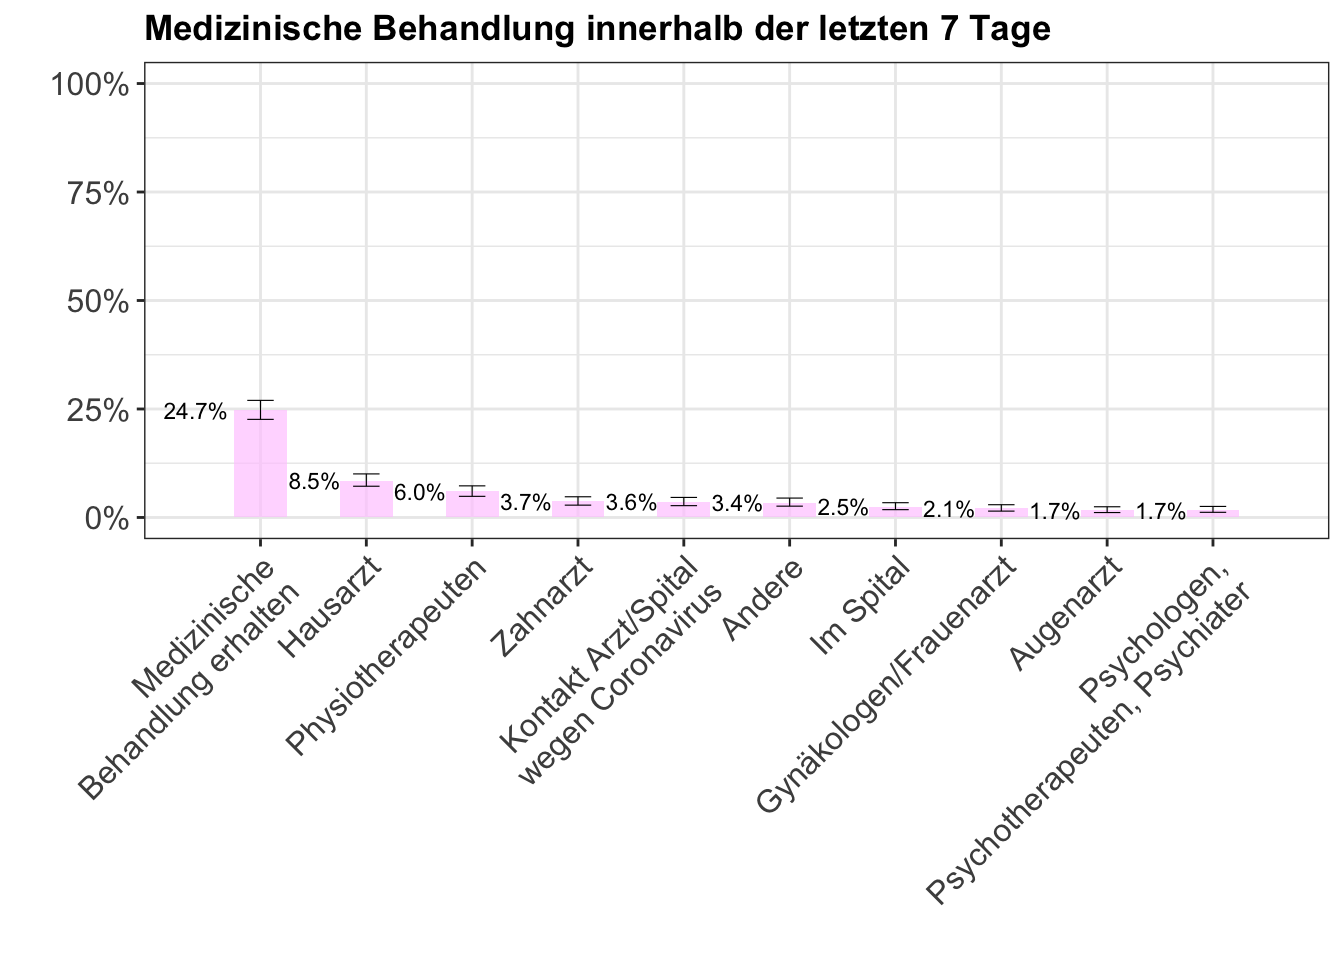 Medizinische Behandlung innerhalb der letzten 7 Tage
100%
75%
50%
25%
0%
24.7%
8.5%
6.0%
3.7%
3.6%
3.4%
2.5%
2.1%
1.7%
1.7%
Medizinische
Behandlung erhalten
Hausarzt
Physiotherapeuten
Zahnarzt
Kontakt Arzt/Spital
wegen Coronavirus
Andere
Im Spital
Gynäkologen/Frauenarzt
Augenarzt
Psychologen,
Psychotherapeuten, Psychiater